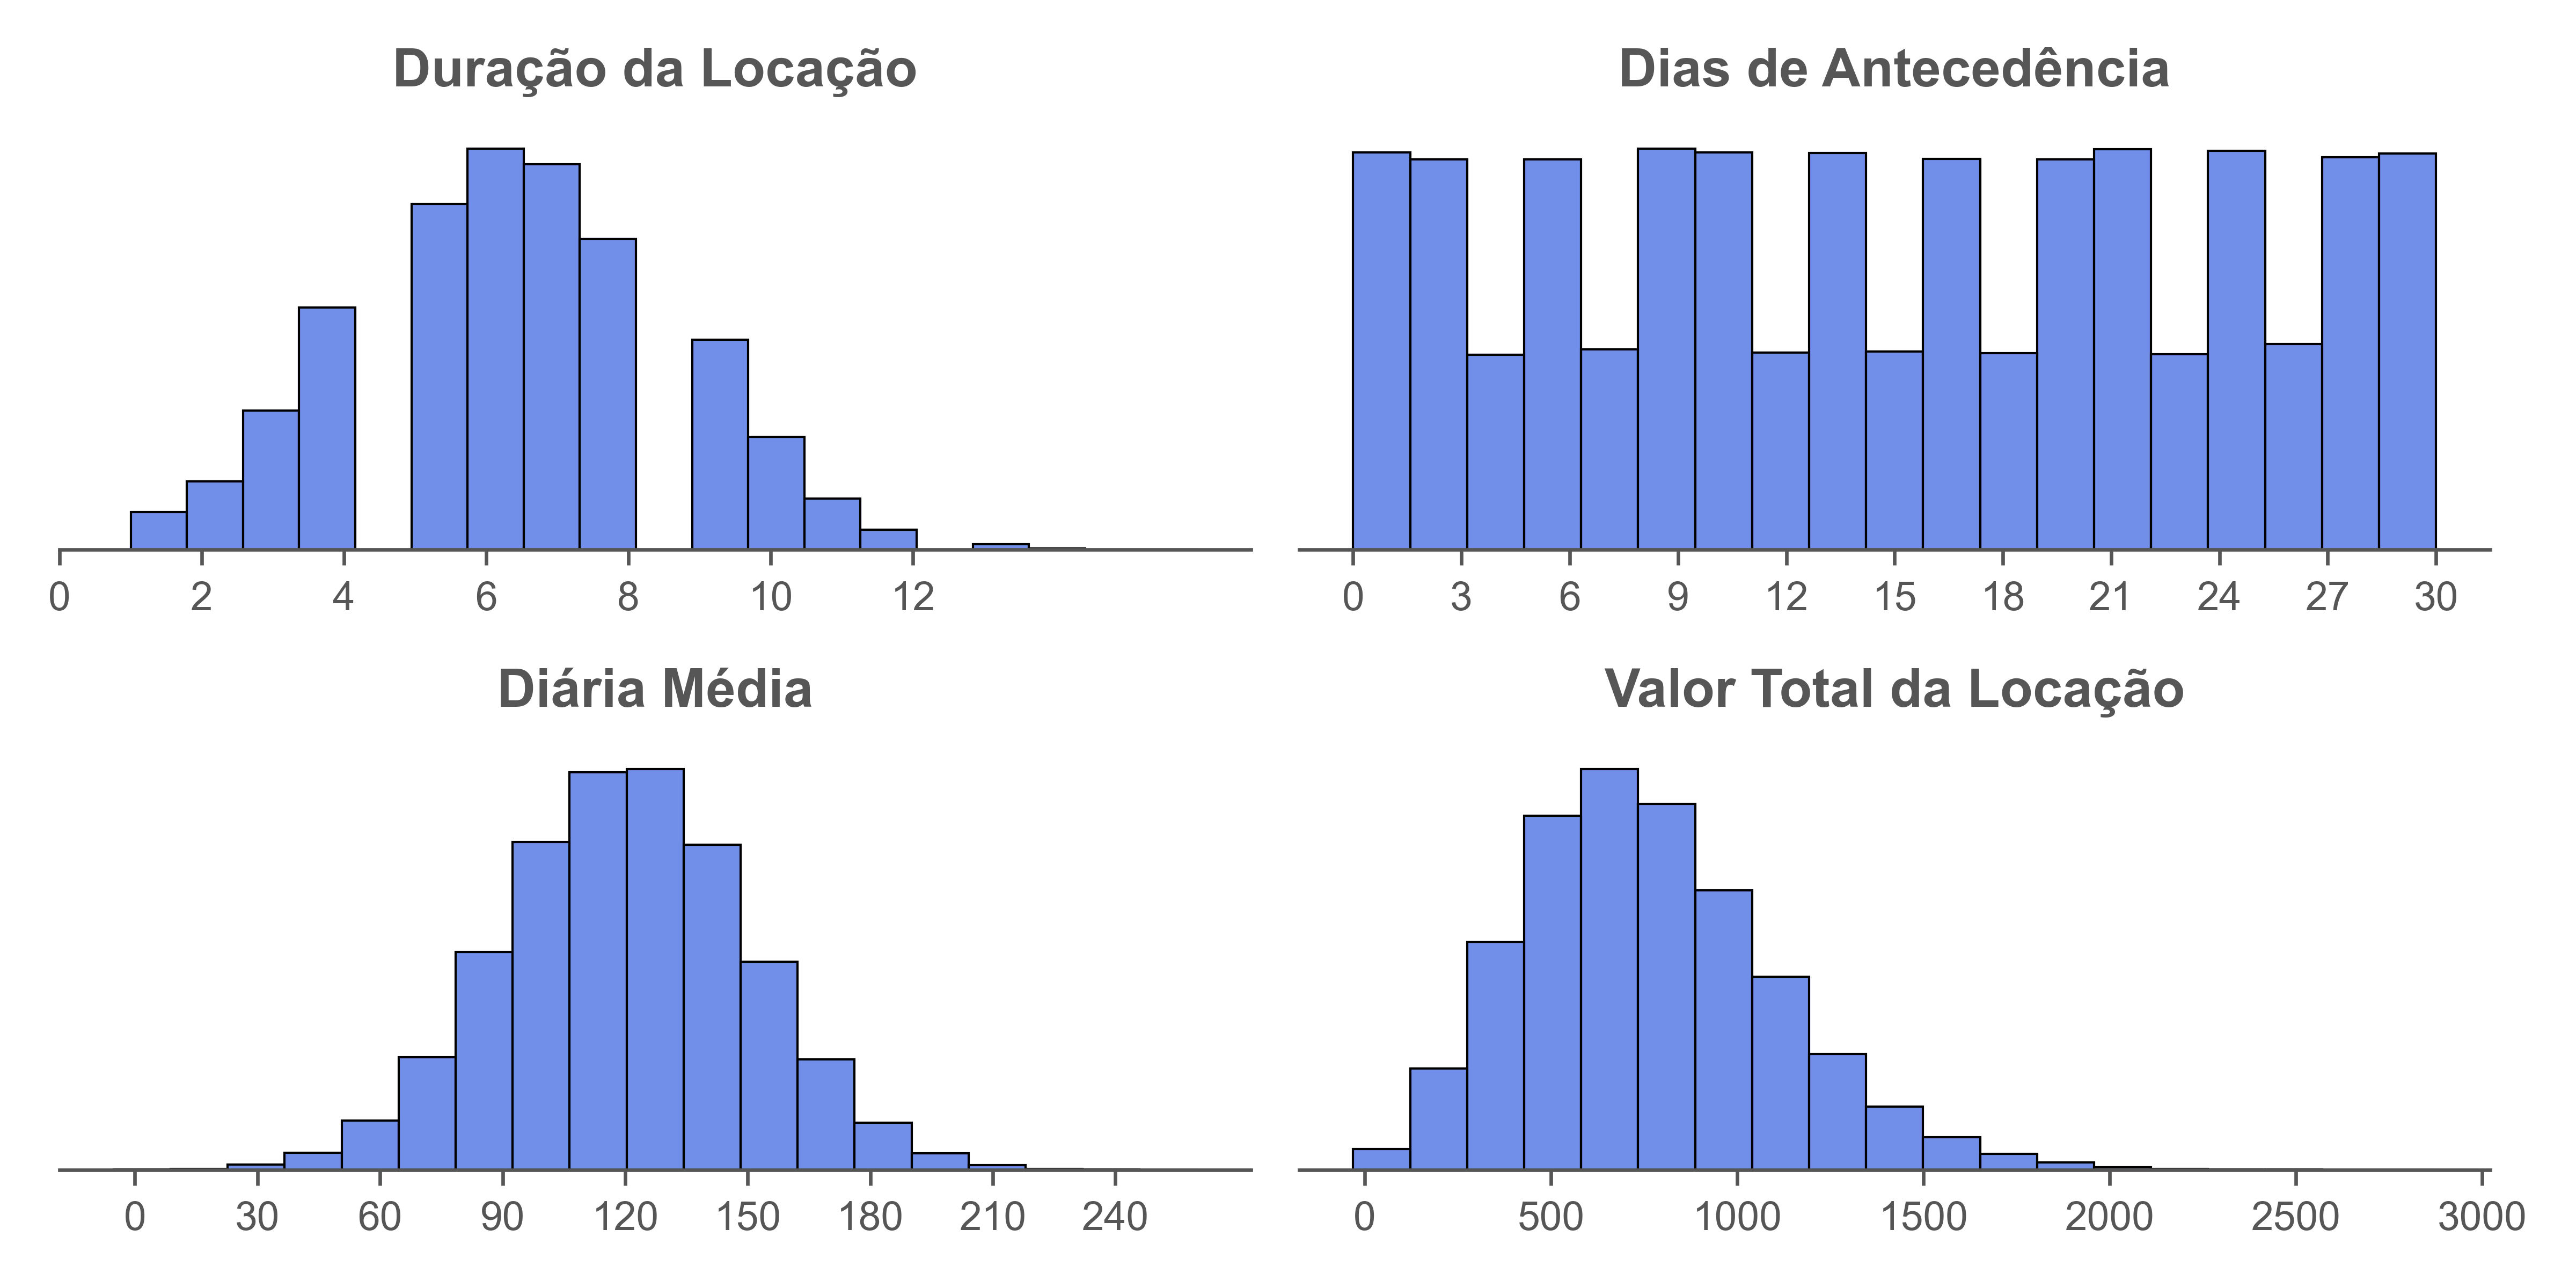 Duração da Locação
0 2 4 6 8 10 12
Dias de Antecedência
0 3 6 9 12 15 18 21 24 27 30
Diária Média
0 30 60 90 120 150 180 210 240
Valor Total da Locação
0 500 1000 1500 2000 2500 3000